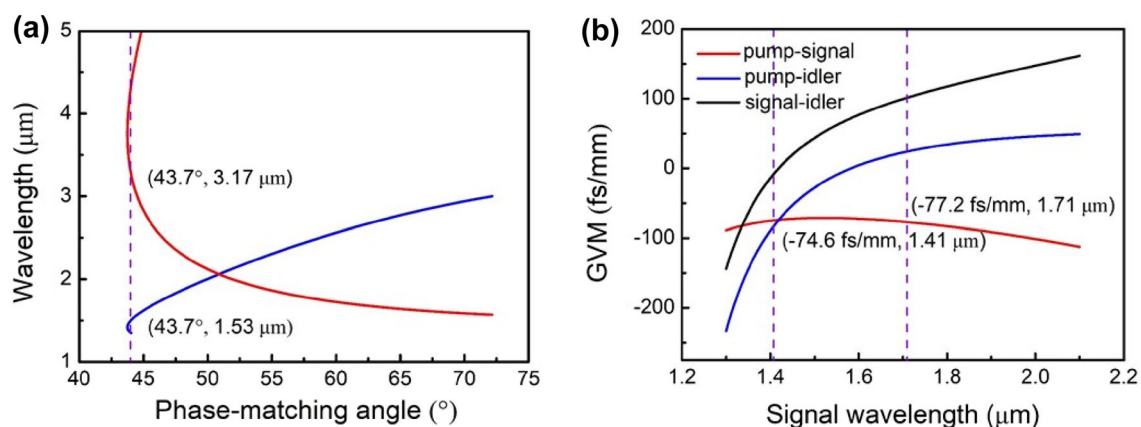 (a)
Wavelength (μm)
5
4
3
2
1
(43.7°, 3.17 μm)
(43.7°, 1.53 μm)
40 45 50 55 60 65 70 75
Phase-matching angle (°)
(b)
GVM (fs/mm)
200
100
0
-100
-200
pump-signal
pump-idler
signal-idler
(-77.2 fs/mm, 1.71 μm)
(-74.6 fs/mm, 1.41 μm)
1.2 1.4 1.6 1.8 2.0 2.2
Signal wavelength (μm)